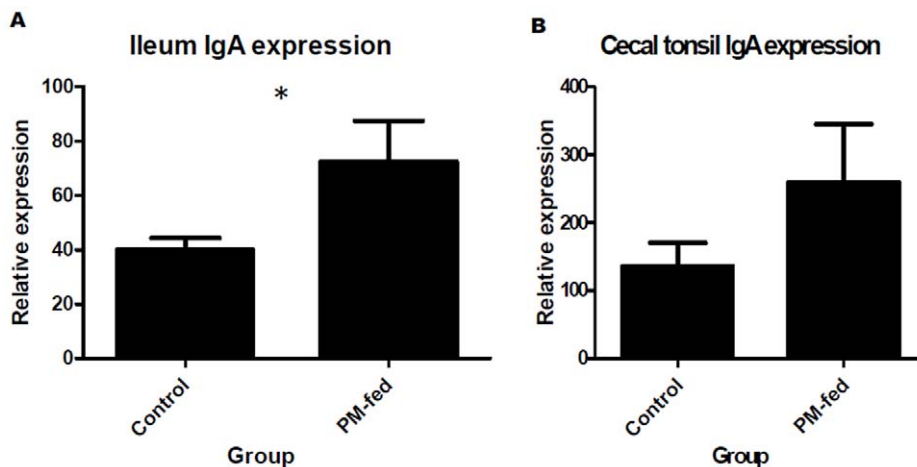 A
Ileum IgA expression
Relative expression
100
80
60
40
20
0
*
Control
PM-fed
Group
B
Cecal tonsil IgA expression
Relative expression
400
300
200
100
0
Control
PM-fed
Group